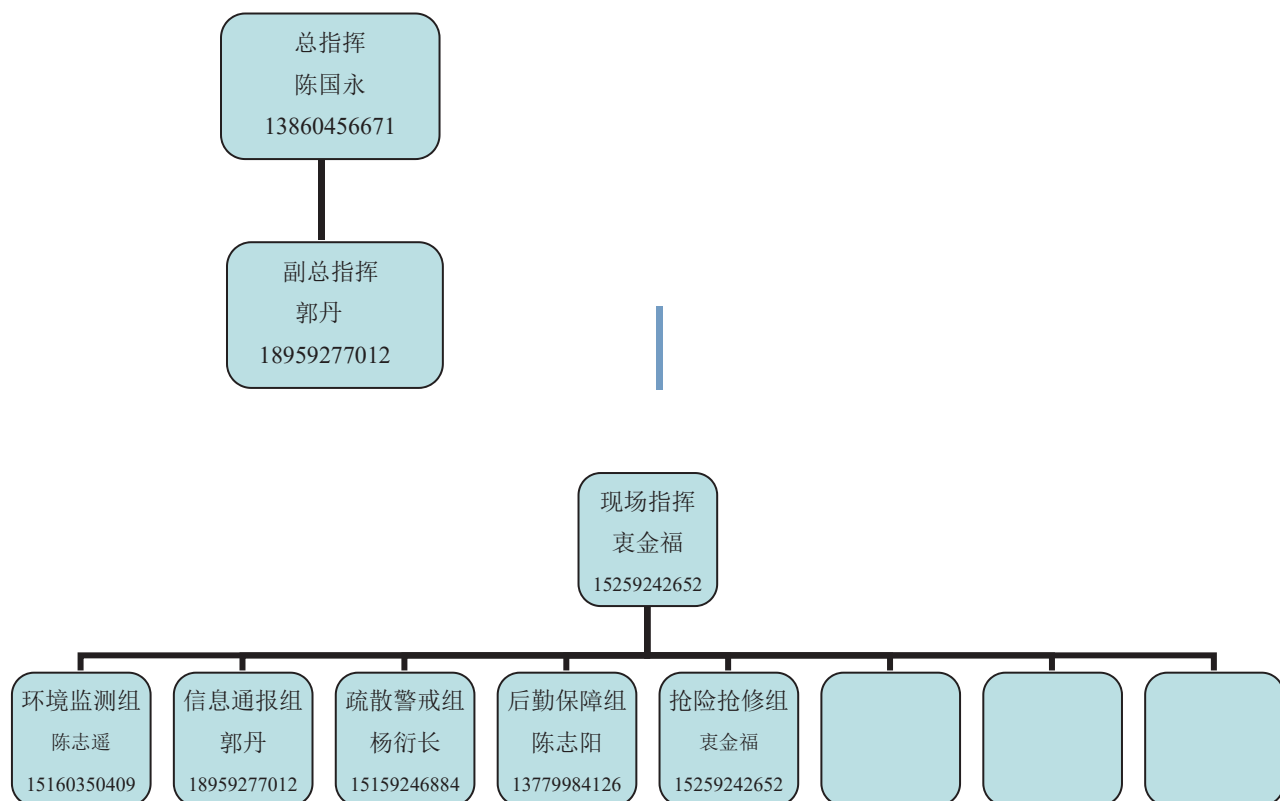 总指挥
陈国永
13860456671
副总指挥
郭丹
18959277012
现场指挥
衷金福
15259242652
环境监测组
陈志遥
15160350409
信息通报组
郭丹
18959277012
疏散警戒组
杨衍长
15159246884
后勤保障组
陈志阳
13779984126
抢险抢修组
衷金福
15259242652